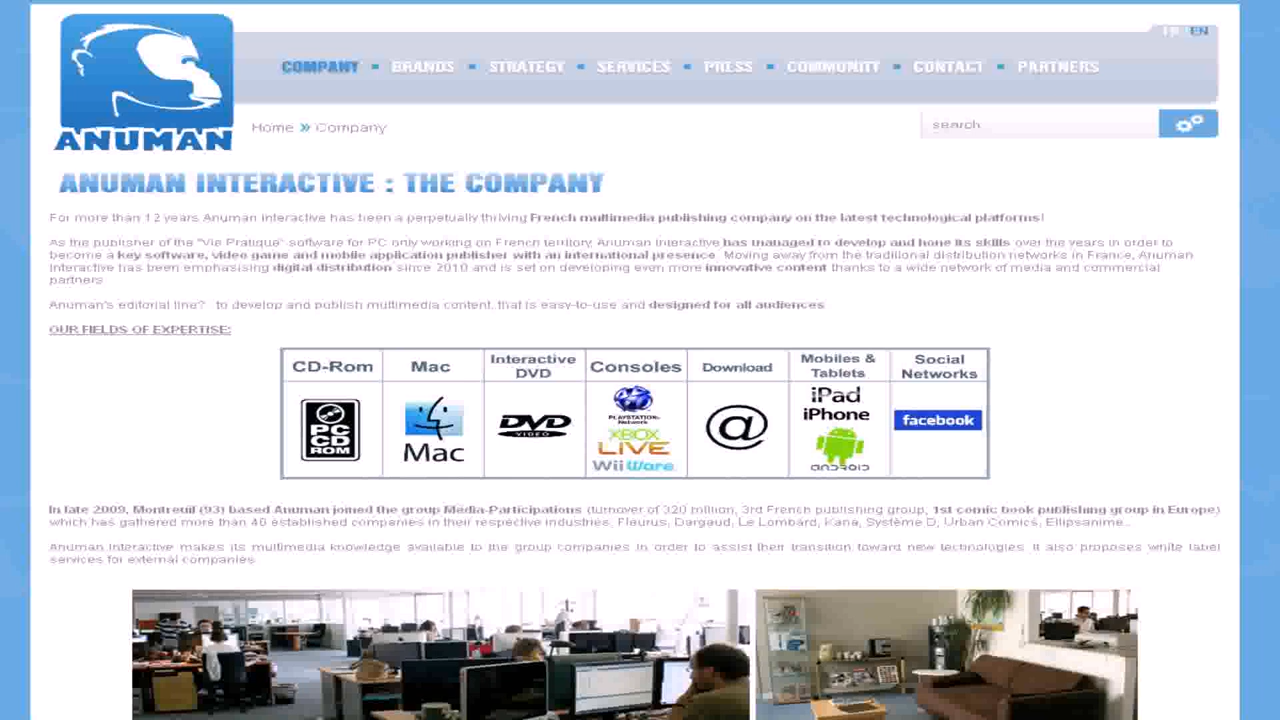 FR EN
COMPANY BRANDS STRATEGY SERVICES PRESS COMMUNITY CONTACT PARTNERS
ANUMAN
Home » Company
search
ANUMAN INTERACTIVE : THE COMPANY
For more than 12 years Anuman Interactive has been a perpetually thriving French multimedia publishing company on the latest technological platforms!
As the publisher of the "Vie Pratique" software for PC only working on French territory, Anuman Interactive has managed to develop and hone its skills over the years in order to
become a key software, video game and mobile application publisher with an international presence. Moving away from the traditional distribution networks in France, Anuman
Interactive has been emphasising digital distribution since 2010 and is set on developing even more innovative content thanks to a wide network of media and commercial
partners.
Anuman's editorial line? to develop and publish multimedia content, that is easy-to-use and designed for all audiences.
OUR FIELDS OF EXPERTISE:
CD-Rom Mac Interactive DVD Consoles Download Mobiles & Tablets Social Networks
PC CD ROM
Mac
DVD VIDEO
PLAYSTATION Network
XBOX LIVE
WiiWare
@
iPad
iPhone
android
facebook
In late 2009, Montreuil (93) based Anuman joined the group Media-Participations (turnover of 320 million, 3rd French publishing group, 1st comic book publishing group in Europe)
which has gathered more than 40 established companies in their respective industries: Fleurus, Dargaud, Le Lombard, Kana, Système D, Urban Comics, Ellipsanime...
Anuman Interactive makes its multimedia knowledge available to the group companies in order to assist their transition toward new technologies. It also proposes white label
services for external companies.